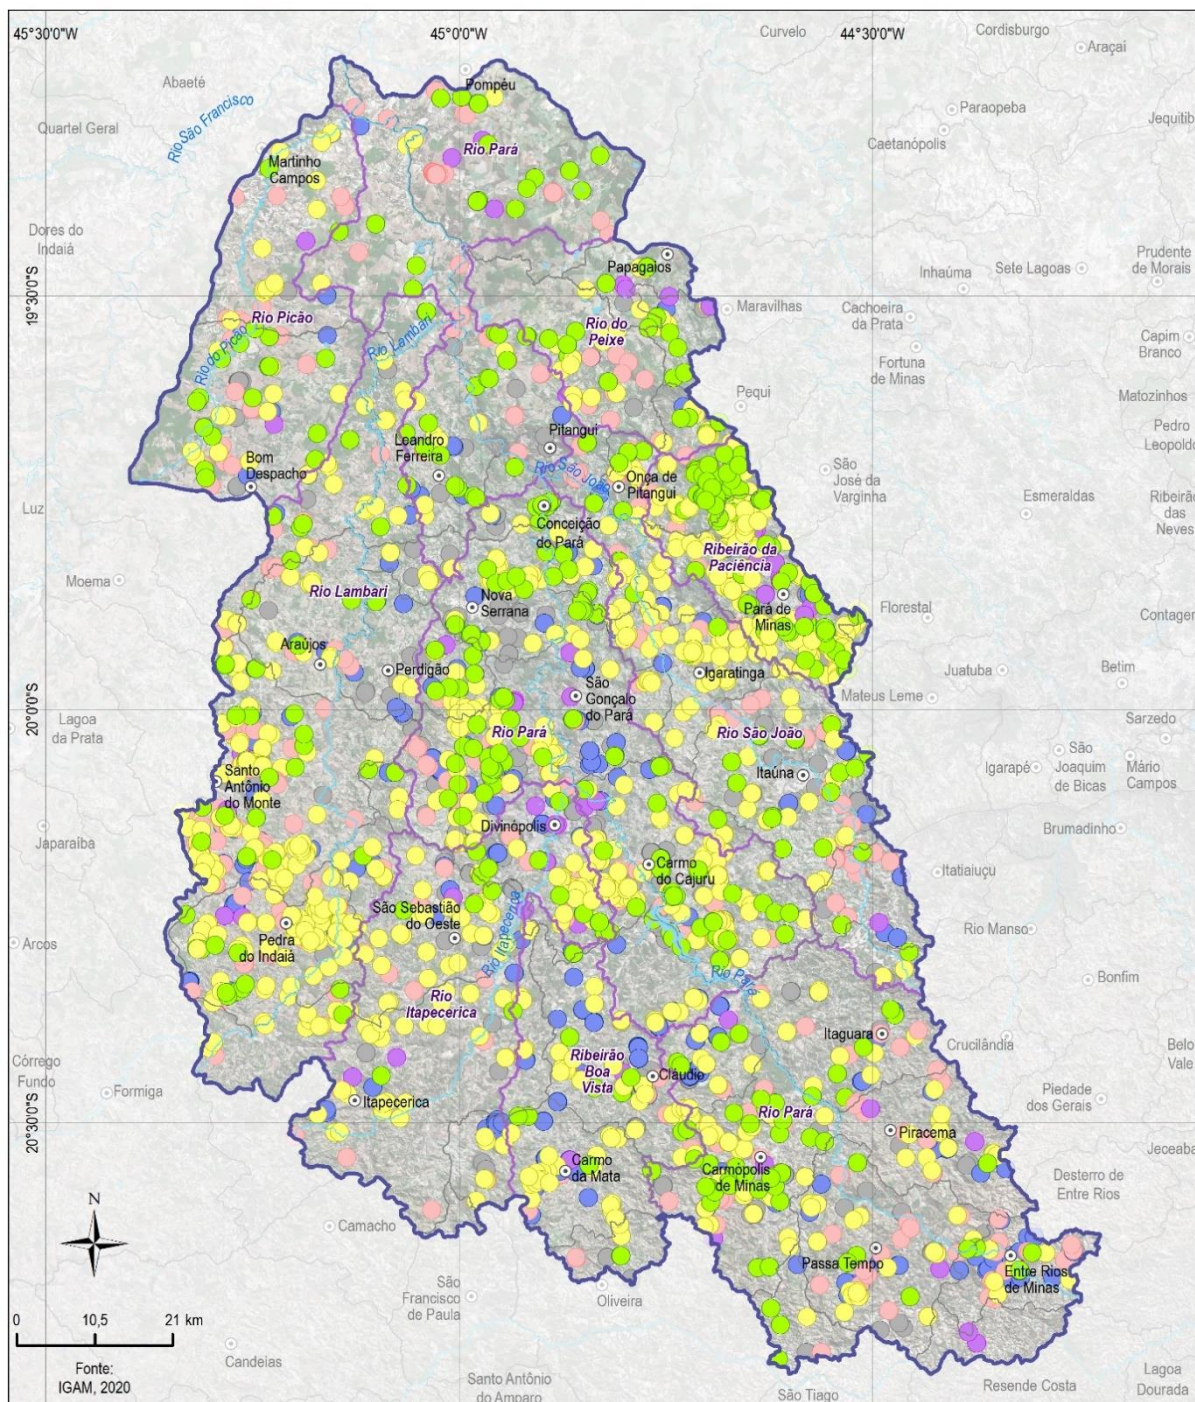 45°30'0"W
45°0'0"W
44°30'0"W
Curvelo
Cordisburgo
Araçai
Abaeté
Pompéu
Paraopeba
Rio São Francisco
Quartel Geral
Jequitib
Caetanópolis
Rio Pará
Martinho
Campos
Dores do
Indaiá
Papagaios
Inhaúma
Sete Lagoas
Prudente
de Morais
19°30'0"S
Maravilhas
Cachoeira
da Prata
Rio Picão
Rio do
Peixe
Rio Lambari
Rio do Picão
Capim
Branco
Fortuna
de Minas
Pequi
Matozinhos
Pedro
Leopoldo
Leandro
Ferreira
Pitangui
Bom
Despacho
Rio São João
Onça de
Pitangui
São
José da
Varginha
Esmeraldas
Ribeirão
das
Neves
Luz
Conceição
do Pará
Ribeirão da
Paciência
Moema
Rio Lambari
Nova
Serrana
Pará de
Minas
Florestal
Contagem
Araújos
Perdigão
Igaratinga
Juatuba
Betim
São
Gonçalo
do Pará
Mateus Leme
20°0'0"S
Lagoa
da Prata
Rio Pará
Rio São João
Sarzedo
Itaúna
Igarapé
São
Joaquim
de Bicas
Mário
Campos
Santo
Antônio
do Monte
Divinópolis
Brumadinho
Japaraíba
Carmo
do Cajuru
Itatiaiuçu
São Sebastião
do Oeste
Rio Itapecerica
Pedra
do Indaiá
Rio Manso
Arcos
Rio Pará
Bonfim
Rio
Itapecerica
Itaguara
Crucilândia
Belo
Vale
Córrego
Fundo
Formiga
Ribeirão
Boa
Vista
Cláudio
Piedade
dos Gerais
Itapecerica
Rio Pará
Piracema
20°30'0"S
Jeceaba
Carmo
da Mata
Carmópolis
de Minas
Desterro de
Entre Rios
N
Camacho
Passa Tempo
Entre Rios
de Minas
São
Francisco
de Paula
Oliveira
0 10,5 21 km
Fonte:
IGAM, 2020
Candeias
Santo Antônio
do Amparo
São Tiago
Resende Costa
Lagoa
Dourada